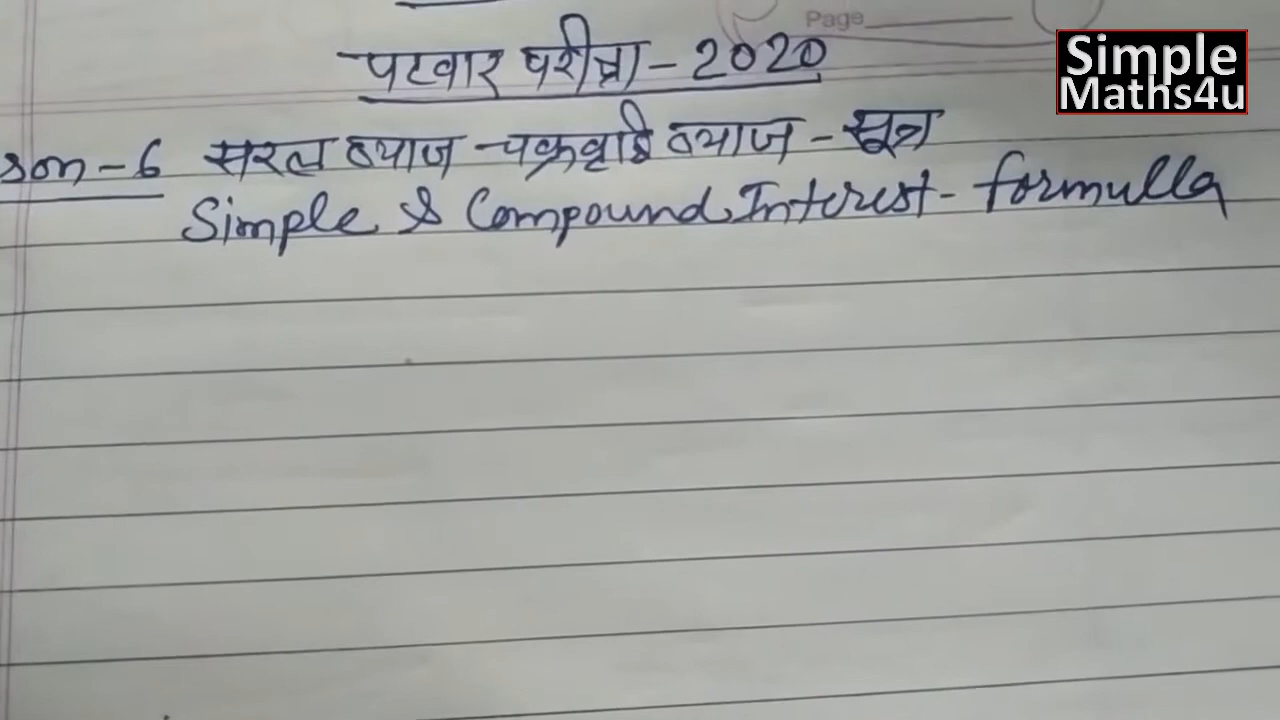 Page
Simple
Maths4u
पटवार परीक्षा - 2020
son - 6 सरल ब्याज - चक्रवृद्धि ब्याज - सूत्र
Simple & Compound Interest - formulla